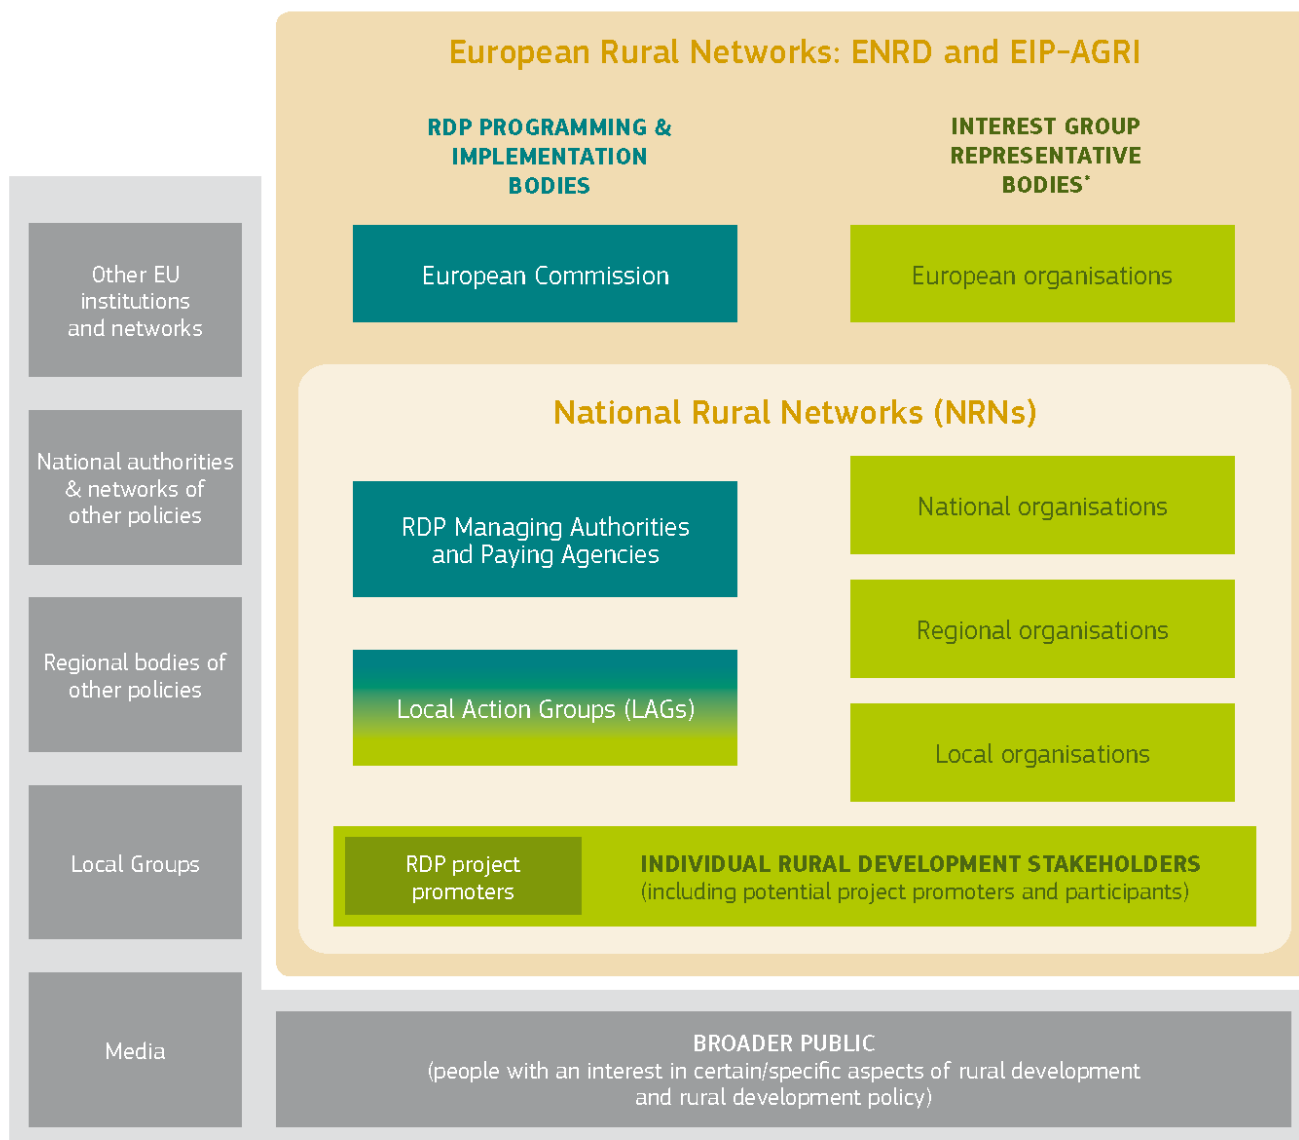 European Rural Networks: ENRD and EIP-AGRI
RDP PROGRAMMING &
IMPLEMENTATION
BODIES
INTEREST GROUP
REPRESENTATIVE
BODIES*
European Commission
European organisations
National Rural Networks (NRNs)
RDP Managing Authorities
and Paying Agencies
Local Action Groups (LAGs)
National organisations
Regional organisations
Local organisations
RDP project
promoters
INDIVIDUAL RURAL DEVELOPMENT STAKEHOLDERS
(including potential project promoters and participants)
Other EU
institutions
and networks
National authorities
& networks of
other policies
Regional bodies of
other policies
Local Groups
Media
BROADER PUBLIC
(people with an interest in certain/specific aspects of rural development
and rural development policy)